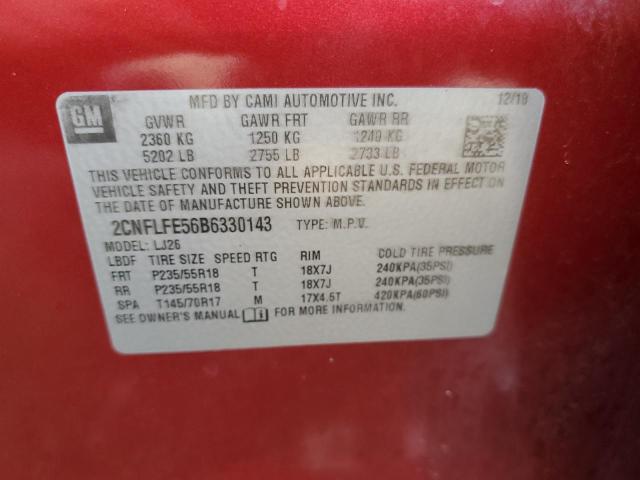 GM
MFD BY CAMI AUTOMOTIVE INC. 12/10
GVWR GAWR FRT GAWR RR
2360 KG 1250 KG 1240 KG
5202 LB 2755 LB 2733 LB
THIS VEHICLE CONFORMS TO ALL APPLICABLE U.S. FEDERAL MOTOR
VEHICLE SAFETY AND THEFT PREVENTION STANDARDS IN EFFECT ON
THE DATE OF MANUFACTURE SHOWN ABOVE.
2CNFLFE56B6330143 TYPE: M.P.V.
MODEL: LJ26
LBDF TIRE SIZE SPEED RTG RIM COLD TIRE PRESSURE
FRT P235/55R18 T 18X7J 240KPA(35PSI)
RR P235/55R18 T 18X7J 240KPA(35PSI)
SPA T145/70R17 M 17X4.5T 420KPA(60PSI)
SEE OWNER'S MANUAL FOR MORE INFORMATION.